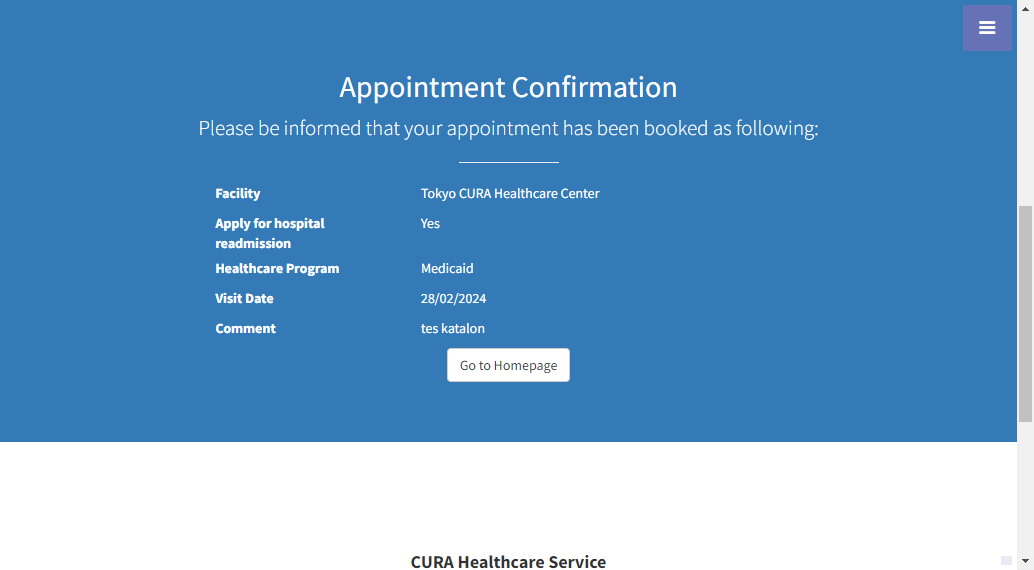 Appointment Confirmation
Please be informed that your appointment has been booked as following:
Facility Tokyo CURA Healthcare Center
Apply for hospital Yes
readmission
Healthcare Program Medicaid
Visit Date 28/02/2024
Comment tes katalon
Go to Homepage
CURA Healthcare Service